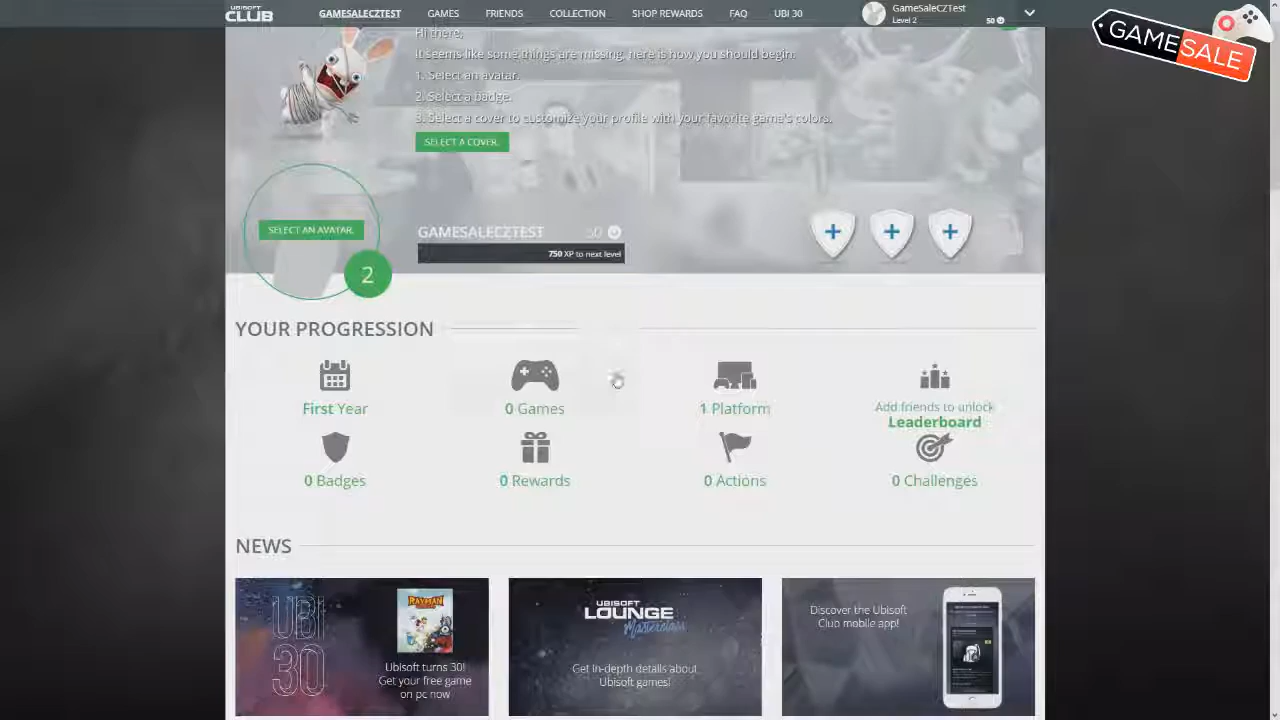 UBISOFT
CLUB
GAMESALECZTEST
GAMES
FRIENDS
COLLECTION
SHOP REWARDS
FAQ
UBI 30
GameSaleCZTest
Level 2
50
GAMESALE
Hi there,
It seems like some things are missing, here is how you should begin.
1. Select an avatar.
2. Select a badge.
3. Select a cover to customize your profile with your favorite game's colors.
SELECT A COVER.
SELECT AN AVATAR.
2
GAMESALECZTEST
50
750 XP to next level
YOUR PROGRESSION
First Year
0 Games
1 Platform
Add friends to unlock
Leaderboard
0 Badges
0 Rewards
0 Actions
0 Challenges
NEWS
UBI
30
RAYMAN
Ubisoft turns 30!
Get your free game
on pc now
UBISOFT
LOUNGE
Masterclass
Get in-depth details about
Ubisoft games!
Discover the Ubisoft
Club mobile app!